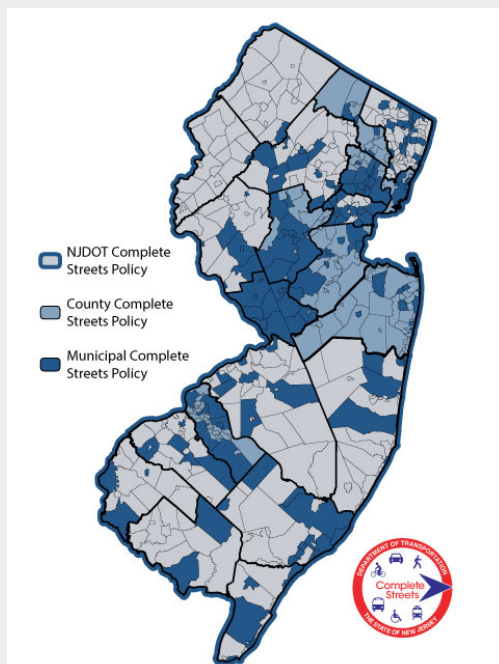 NJDOT Complete
Streets Policy
County Complete
Streets Policy
Municipal Complete
Streets Policy
DEPARTMENT OF TRANSPORTATION
Complete
Streets
THE STATE OF NEW JERSEY